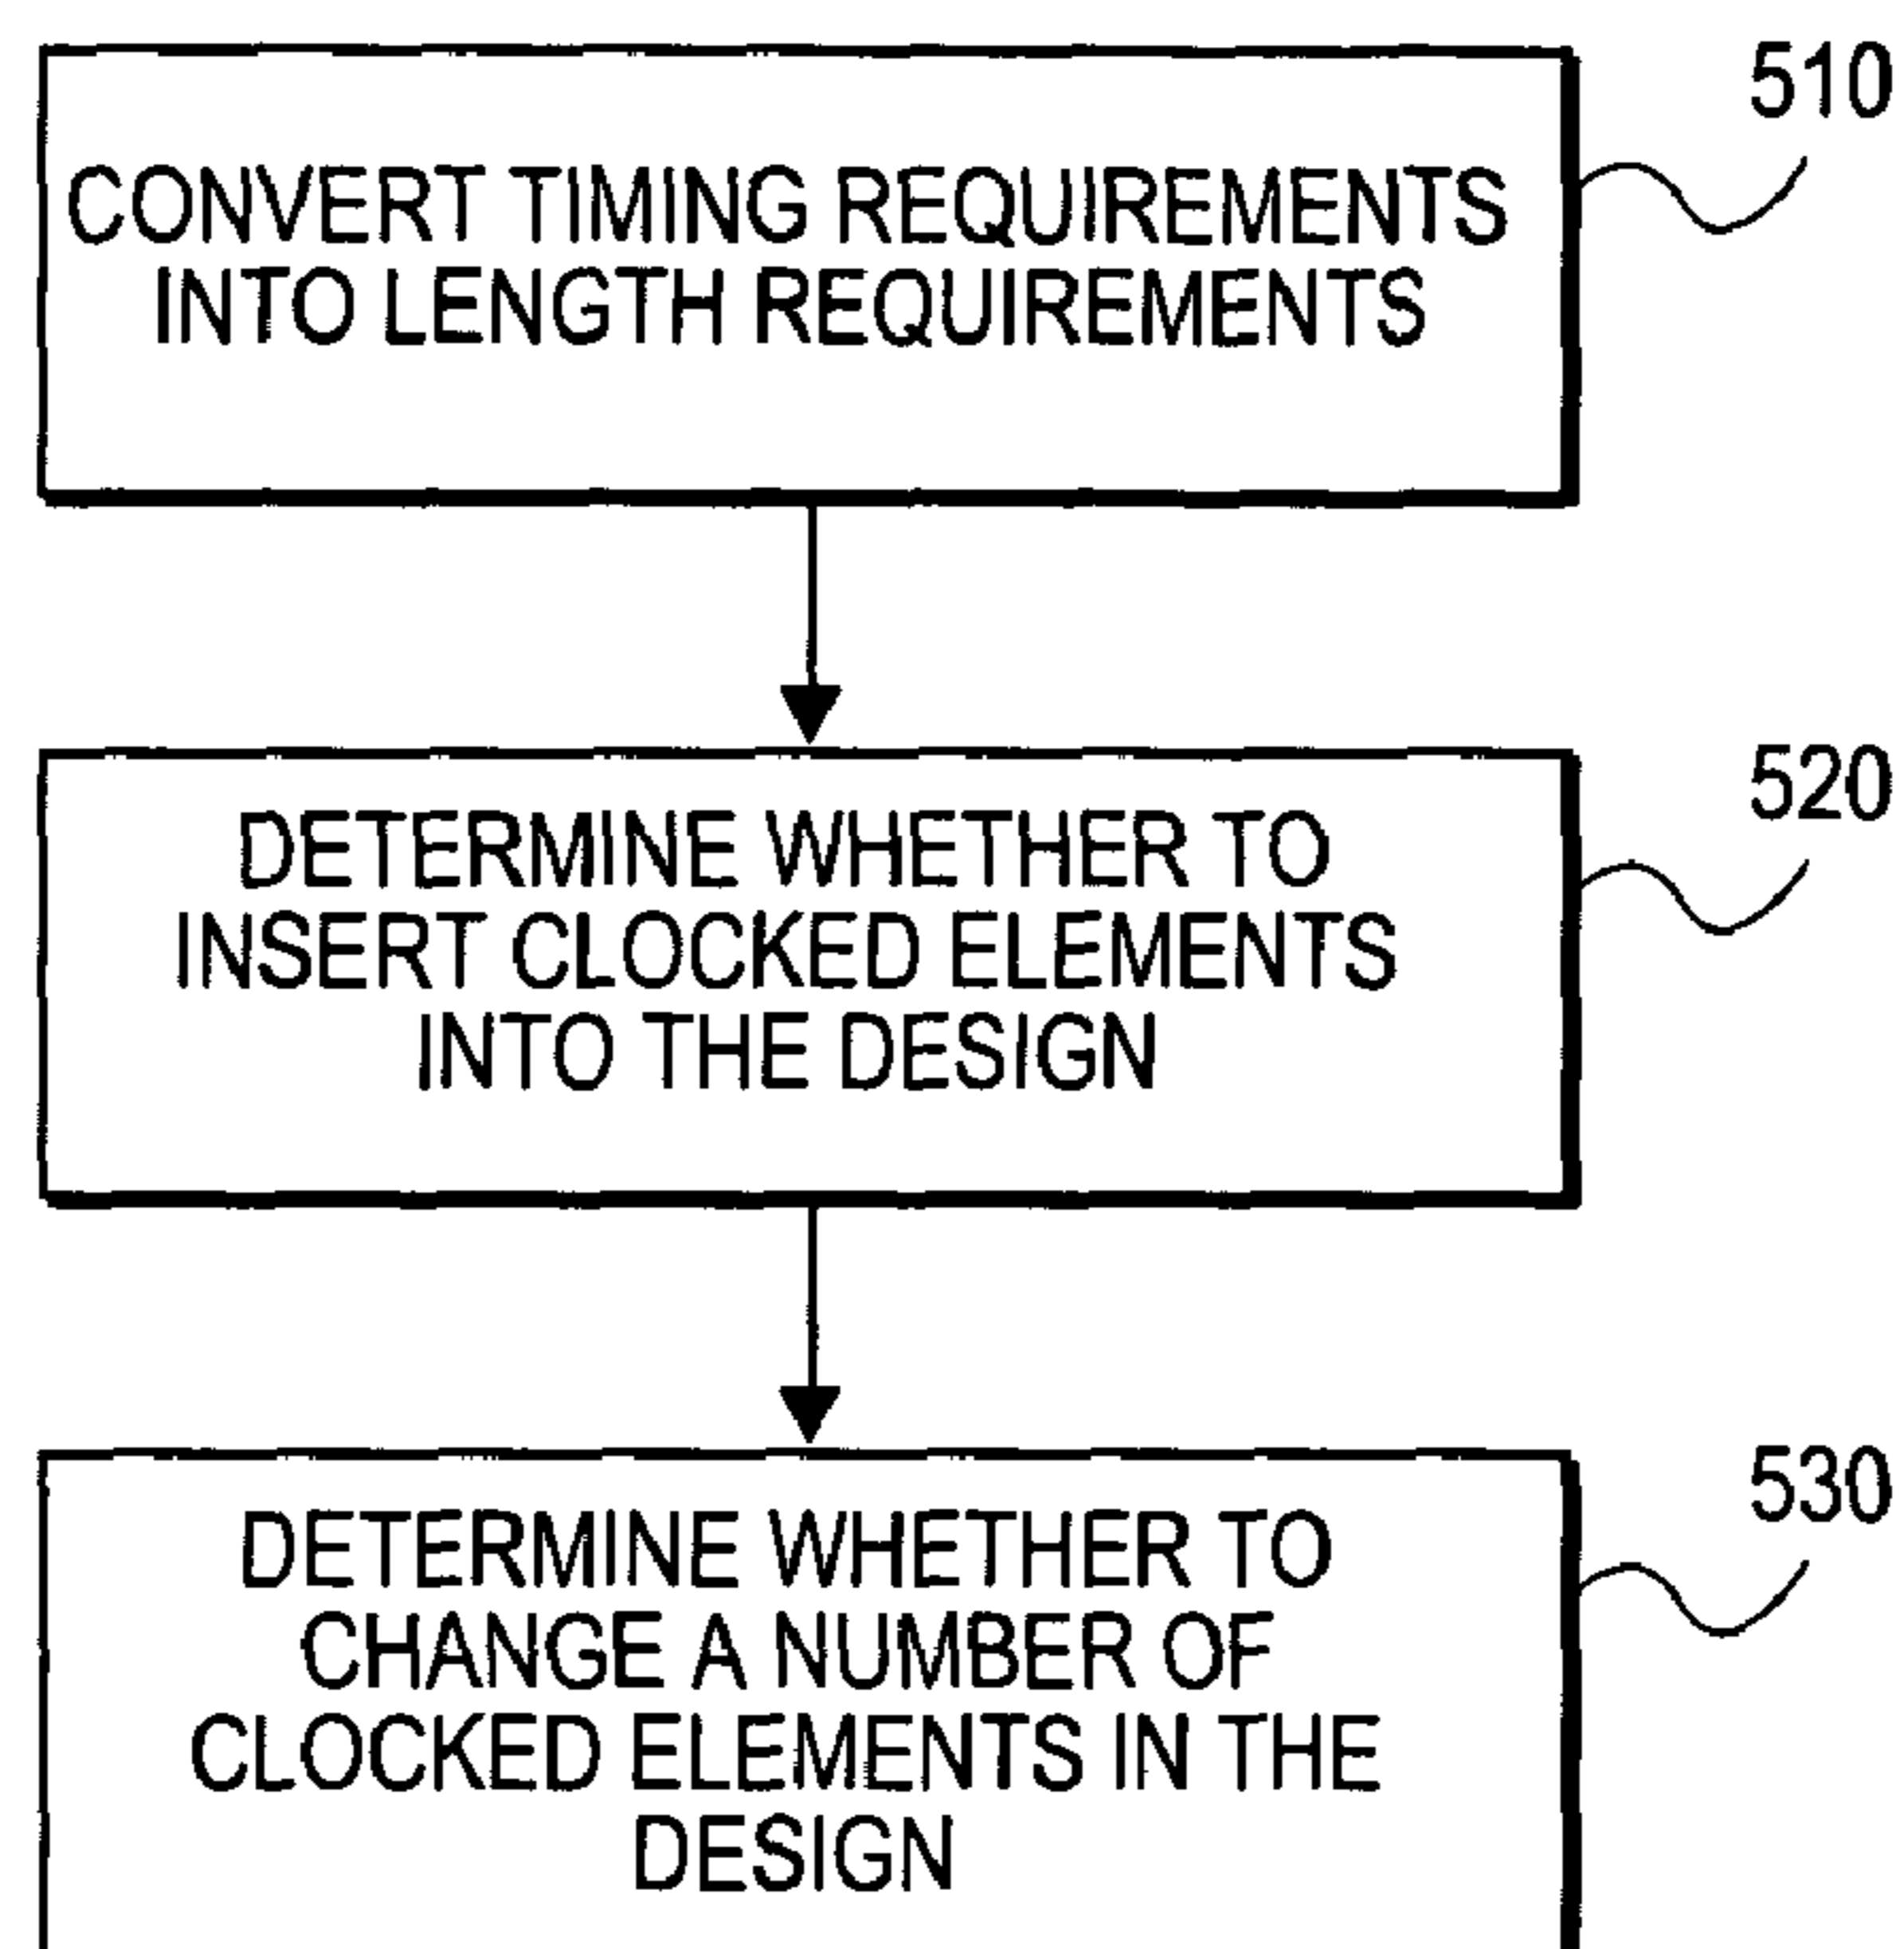 510
CONVERT TIMING REQUIREMENTS
INTO LENGTH REQUIREMENTS
520
DETERMINE WHETHER TO
INSERT CLOCKED ELEMENTS
INTO THE DESIGN
530
DETERMINE WHETHER TO
CHANGE A NUMBER OF
CLOCKED ELEMENTS IN THE
DESIGN